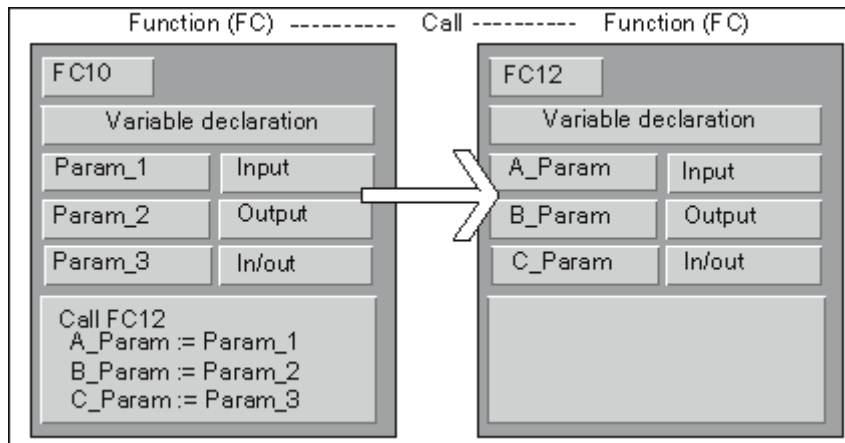 Function (FC) ----------- Call ----------- Function (FC)
FC10
Variable declaration
Param_1 Input
Param_2 Output
Param_3 In/out
Call FC12
A_Param := Param_1
B_Param := Param_2
C_Param := Param_3
FC12
Variable declaration
A_Param Input
B_Param Output
C_Param In/out